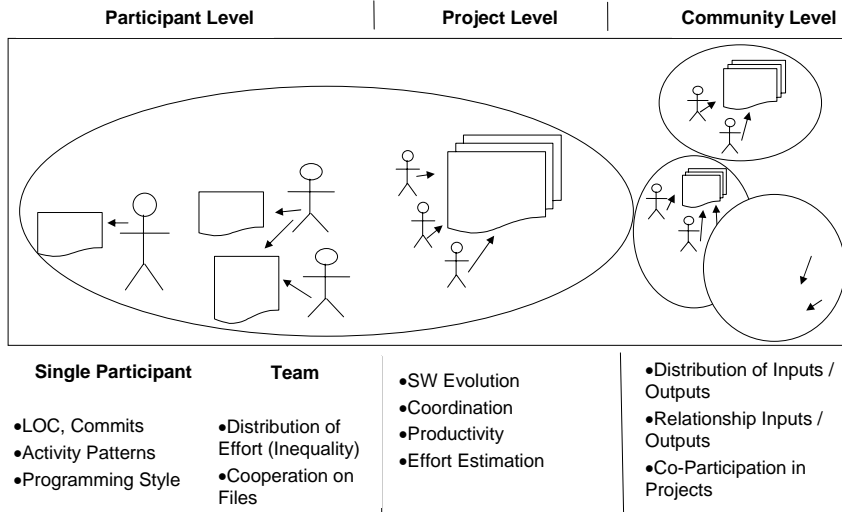 Participant Level
Project Level
Community Level
Single Participant
•LOC, Commits
•Activity Patterns
•Programming Style
Team
•Distribution of
Effort (Inequality)
•Cooperation on
Files
•SW Evolution
•Coordination
•Productivity
•Effort Estimation
•Distribution of Inputs /
Outputs
•Relationship Inputs /
Outputs
•Co-Participation in
Projects